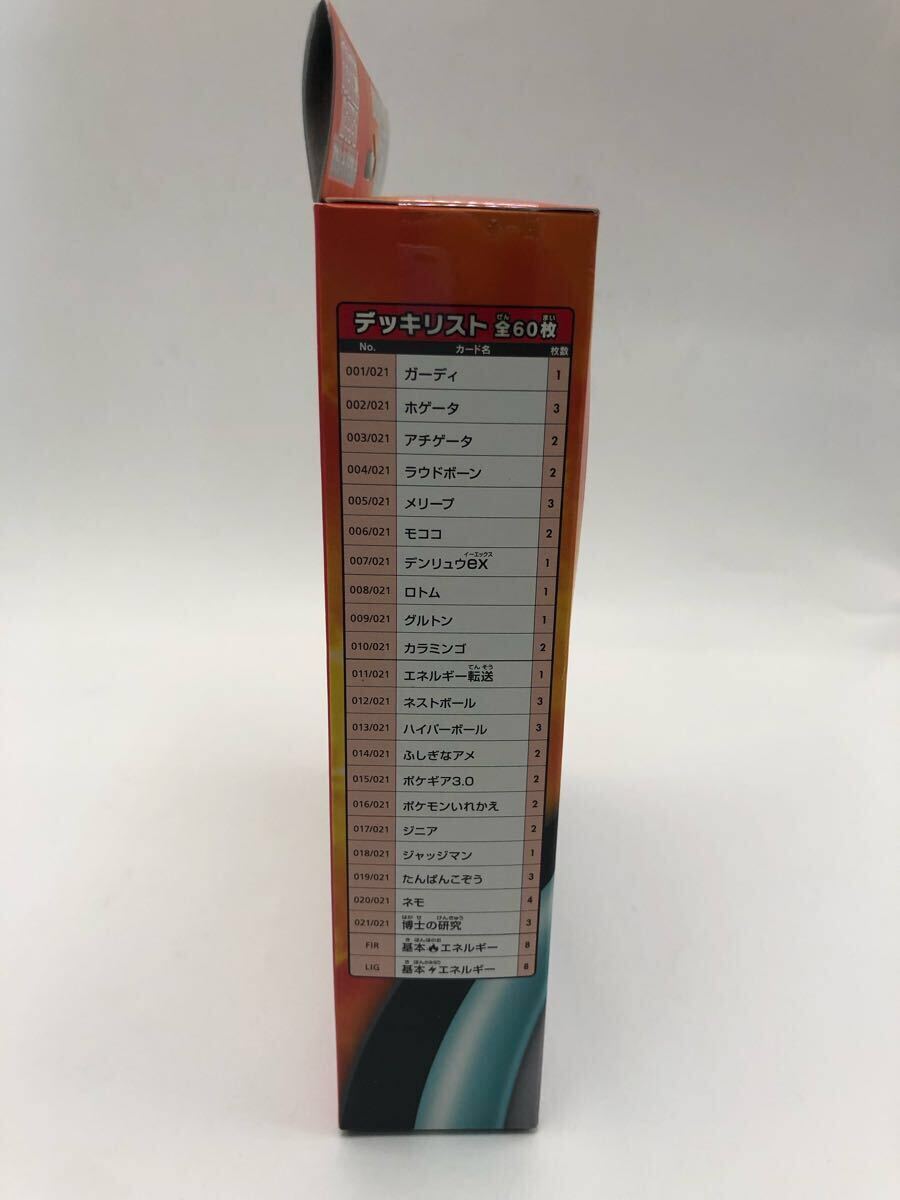 デッキリスト 全60枚
No. カード名 枚数
001/021 ガーディ 1
002/021 ホゲータ 3
003/021 アチゲータ 2
004/021 ラウドボーン 2
005/021 メリープ 3
006/021 モココ 2
007/021 デンリュウex 1
008/021 ロトム 1
009/021 グルトン 1
010/021 カラミンゴ 2
011/021 エネルギー転送 1
012/021 ネストボール 3
013/021 ハイパーボール 3
014/021 ふしぎなアメ 2
015/021 ポケギア3.0 2
016/021 ポケモンいれかえ 2
017/021 ジニア 2
018/021 ジャッジマン 1
019/021 たんぱんこぞう 3
020/021 ネモ 4
021/021 博士の研究 3
FIR 基本エネルギー 8
LIG 基本エネルギー 8